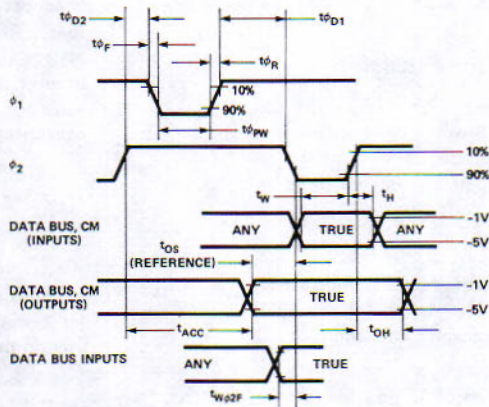 tφD2
tφD1
tφF
tφR
φ1
10%
90%
tφPW
φ2
10%
90%
tW
tH
DATA BUS, CM
(INPUTS)
ANY
TRUE
ANY
-1V
-5V
tOS
(REFERENCE)
DATA BUS, CM
(OUTPUTS)
TRUE
-1V
-5V
tACC
tOH
DATA BUS INPUTS
ANY
TRUE
tWφ2F